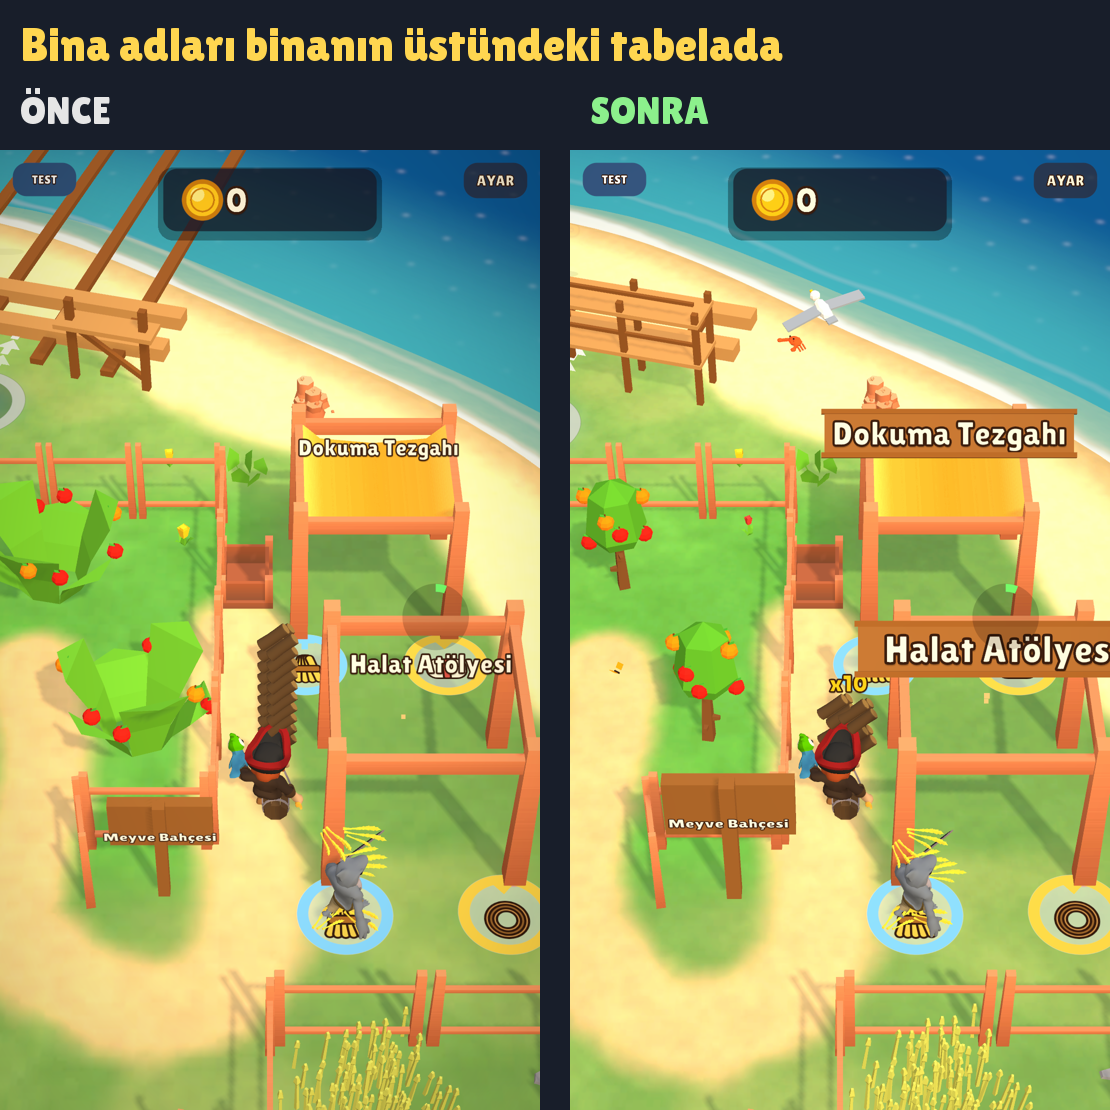 Bina adları binanın üstündeki tabelada
ÖNCE
TEST
0
AYAR
Dokuma Tezgahı
Halat Atölyesi
Meyve Bahçesi
SONRA
TEST
0
AYAR
Dokuma Tezgahı
Halat Atölyes
x10
Meyve Bahçesi